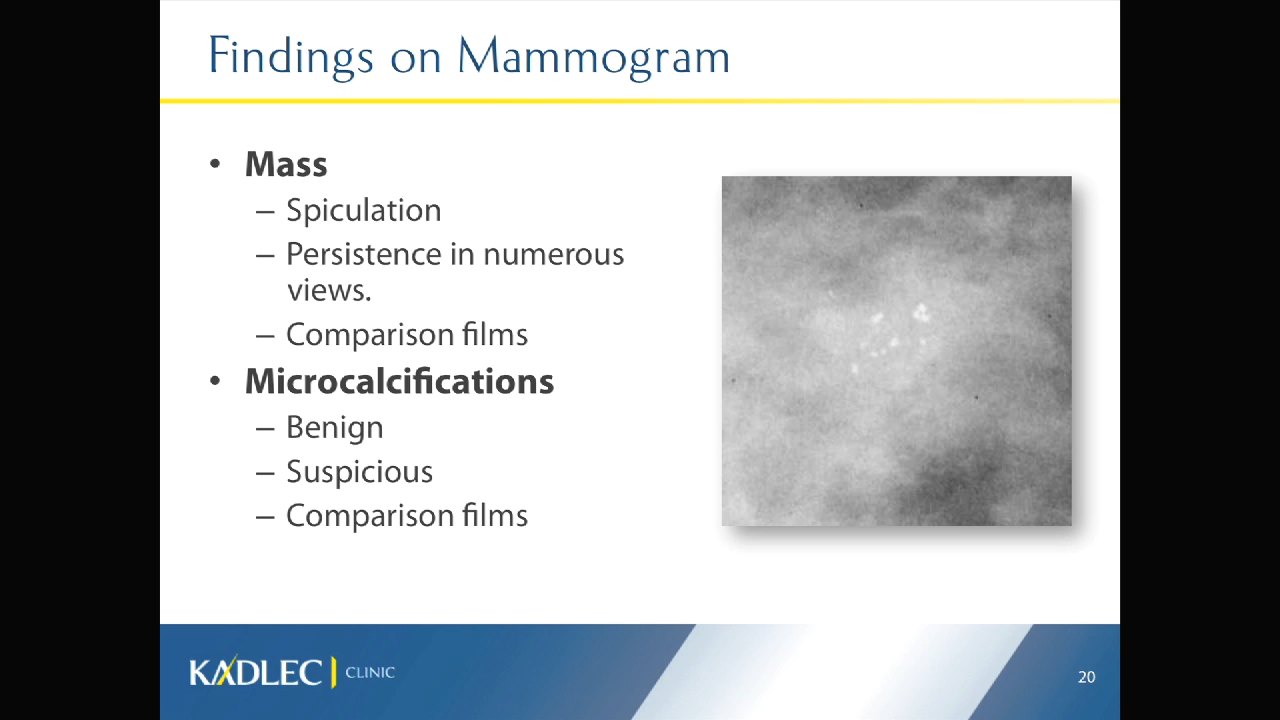 Findings on Mammogram
• Mass
– Spiculation
– Persistence in numerous
views.
– Comparison films
• Microcalcifications
– Benign
– Suspicious
– Comparison films
KADLEC | CLINIC
20